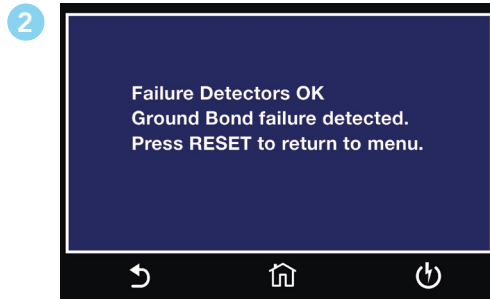 2
Failure Detectors OK
Ground Bond failure detected.
Press RESET to return to menu.